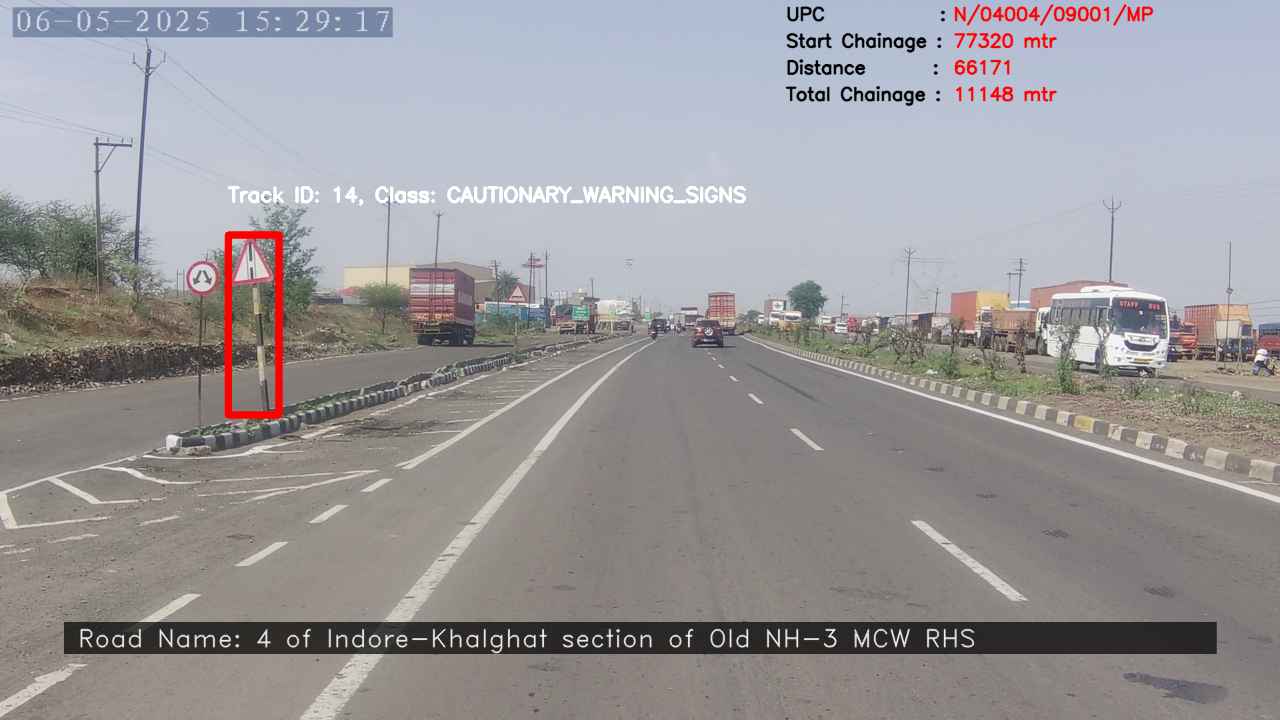 06-05-2025 15:29:17
UPC : N/04004/09001/MP
Start Chainage : 77320 mtr
Distance : 66171
Total Chainage : 11148 mtr
Track ID: 14, Class: CAUTIONARY_WARNING_SIGNS
STAFF BUS
Road Name: 4 of Indore-Khalghat section of Old NH-3 MCW RHS